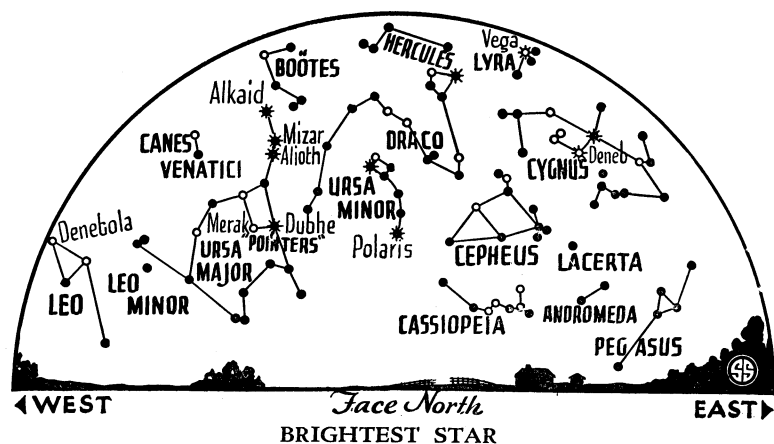 Vega
HERCULES
LYRA
BOÖTES
Alkaid
CANES
VENATICI
Mizar
Alioth
DRACO
CYGNUS
Deneb
URSA
MINOR
Denebola
Merak
Dubhe
"POINTERS"
URSA
MAJOR
Polaris
CEPHEUS
LACERTA
LEO
LEO
MINOR
CASSIOPEIA
ANDROMEDA
PEGASUS
SS
WEST
Face North
EAST
BRIGHTEST STAR